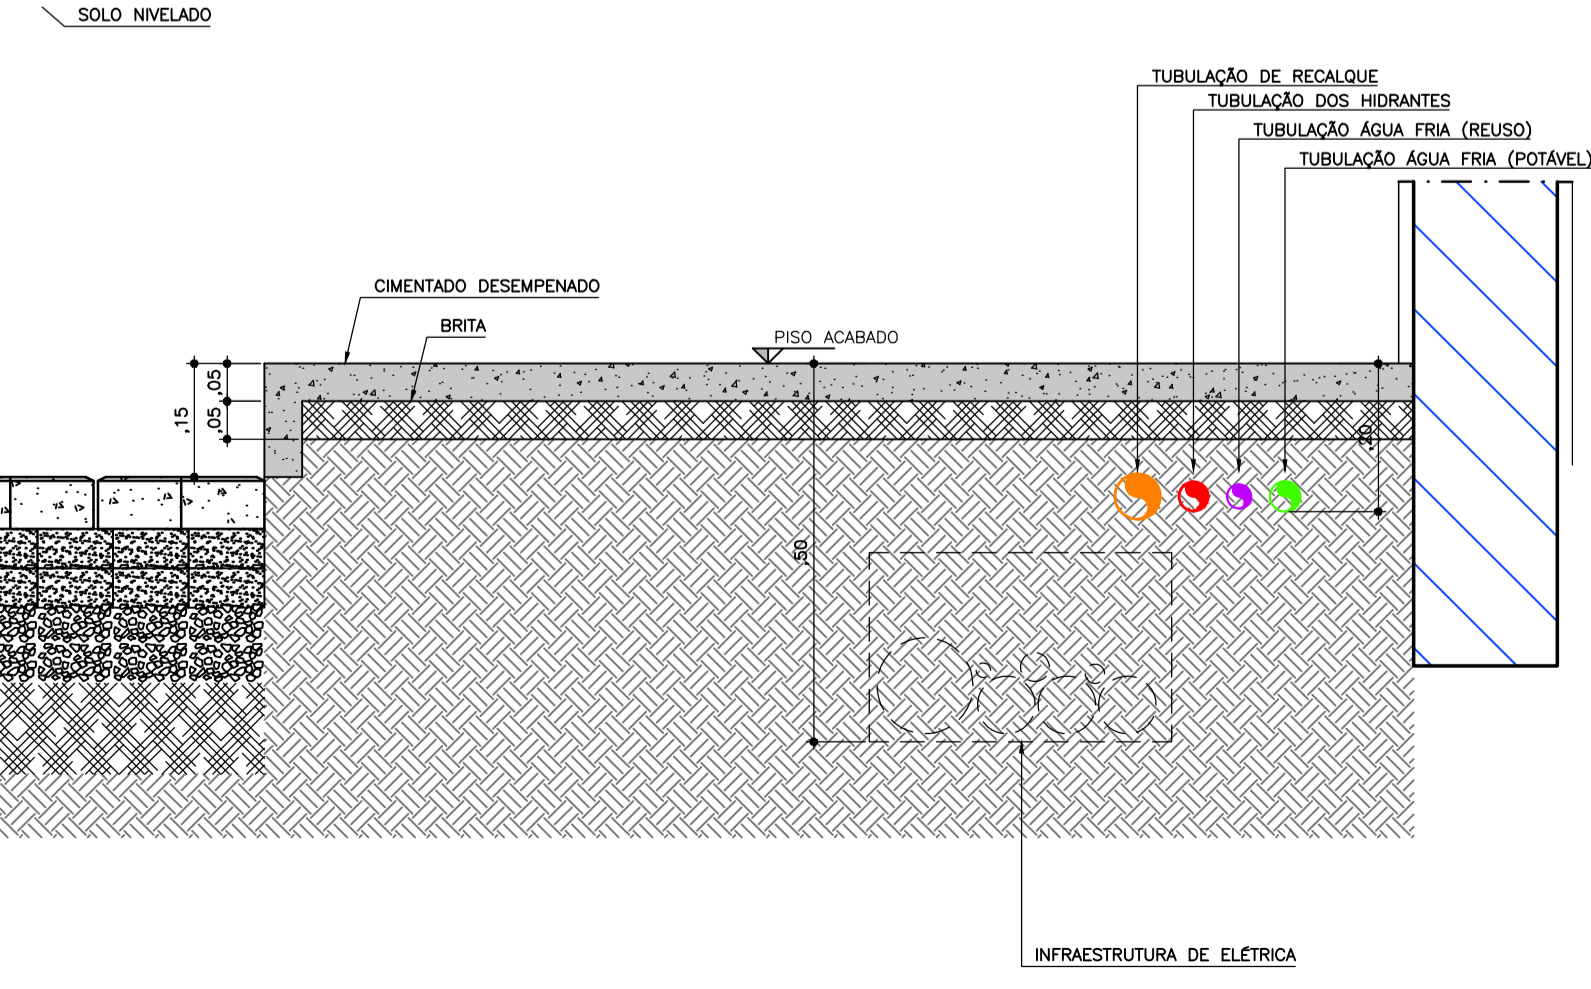 SOLO NIVELADO
TUBULAÇÃO DE RECALQUE
TUBULAÇÃO DOS HIDRANTES
TUBULAÇÃO ÁGUA FRIA (REUSO)
TUBULAÇÃO ÁGUA FRIA (POTÁVEL)
CIMENTADO DESEMPENADO
BRITA
PISO ACABADO
,05
,15
,05
,20
,50
INFRAESTRUTURA DE ELÉTRICA